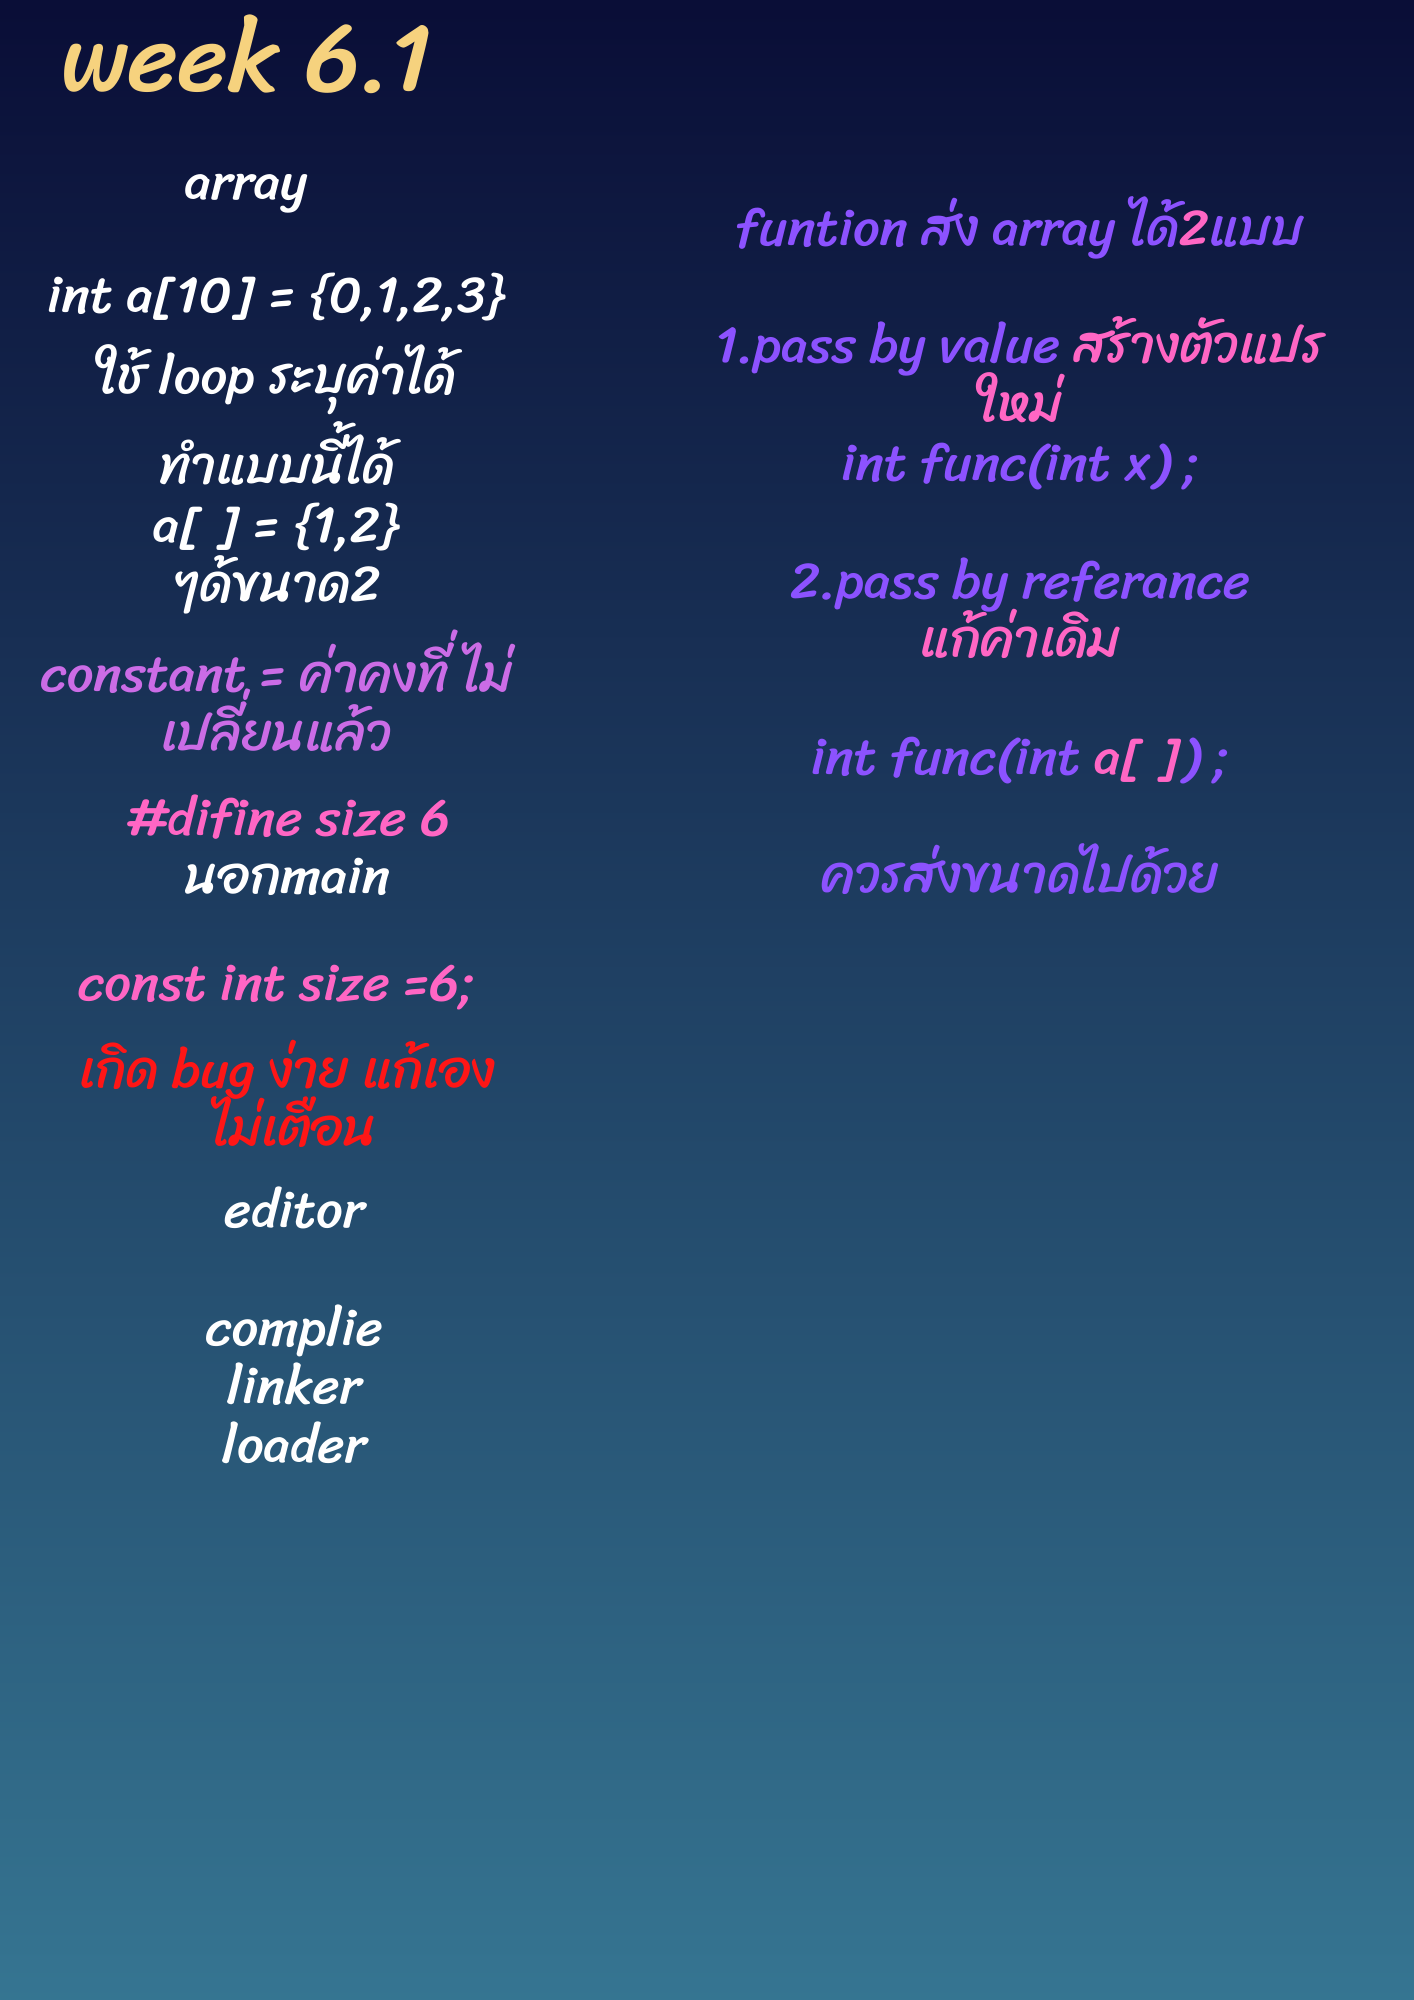 week 6.1
array
int a[10] = {0,1,2,3}
ใช้ loop ระบุค่าได้
ทำแบบนี้ได้
a[ ] = {1,2}
ๆด้ขนาด2
constant = ค่าคงที่ ไม่
เปลี่ยนแล้ว
#difine size 6
นอกmain
const int size =6;
เกิด bug ง่าย แก้เอง
ไม่เตือน
editor
complie
linker
loader
funtion ส่ง array ได้2แบบ
1.pass by value สร้างตัวแปร
ใหม่
int func(int x) ;
2.pass by referance
แก้ค่าเดิม
int func(int a[ ]) ;
ควรส่งขนาดไปด้วย